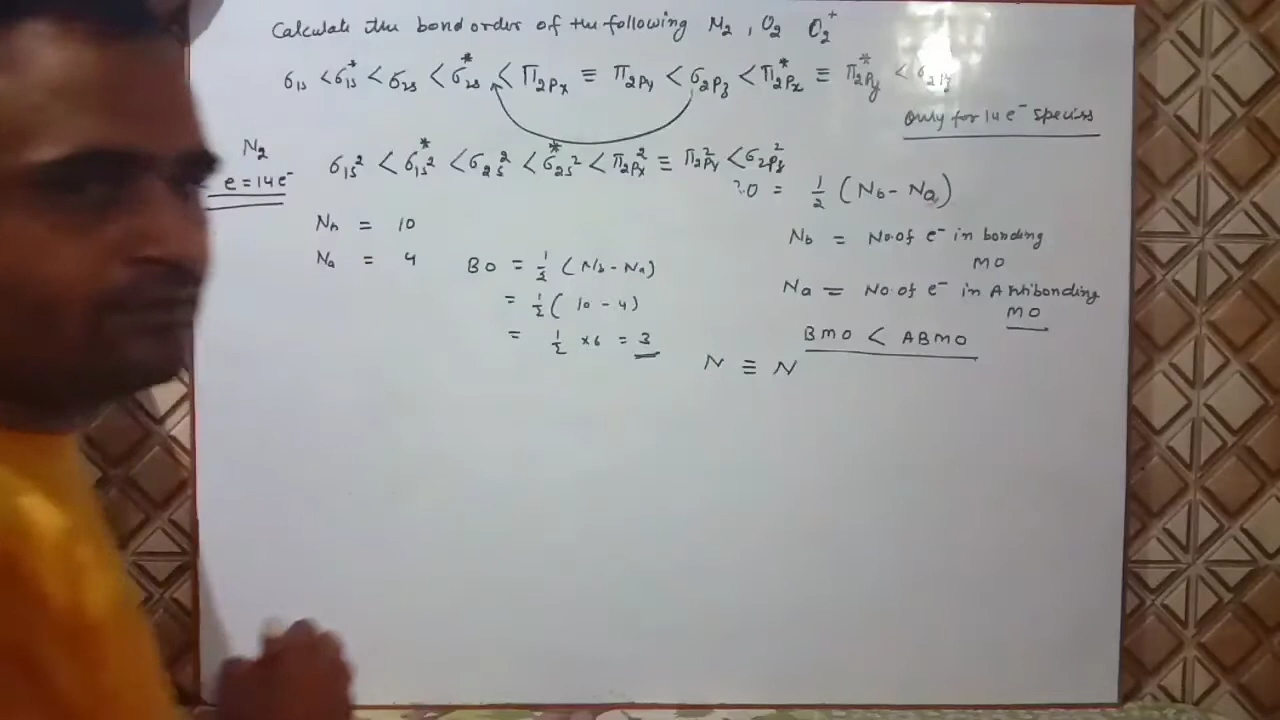 Calculate the bond order of the following N2 , O2 O2+
σ1s < σ*1s < σ2s < σ*2s < Π2Px ≡ Π2Py < σ2Pz < Π*2Px ≡ Π*2Py < σ2Pz
Only for 14 e- species
N2
e = 14e-
σ1s² < σ*1s² < σ2s² < σ*2s² < Π2Px² ≡ Π2Py² < σ2Pz²
B.O = 1/2 (Nb - Na)
Nb = 10
Na = 4
BO = 1/2 (Nb - Na)
= 1/2 ( 10 - 4)
= 1/2 × 6 = 3
N ≡ N
Nb = No. of e- in bonding
MO
Na = No. of e- in Antibonding
MO
BMO < ABMO